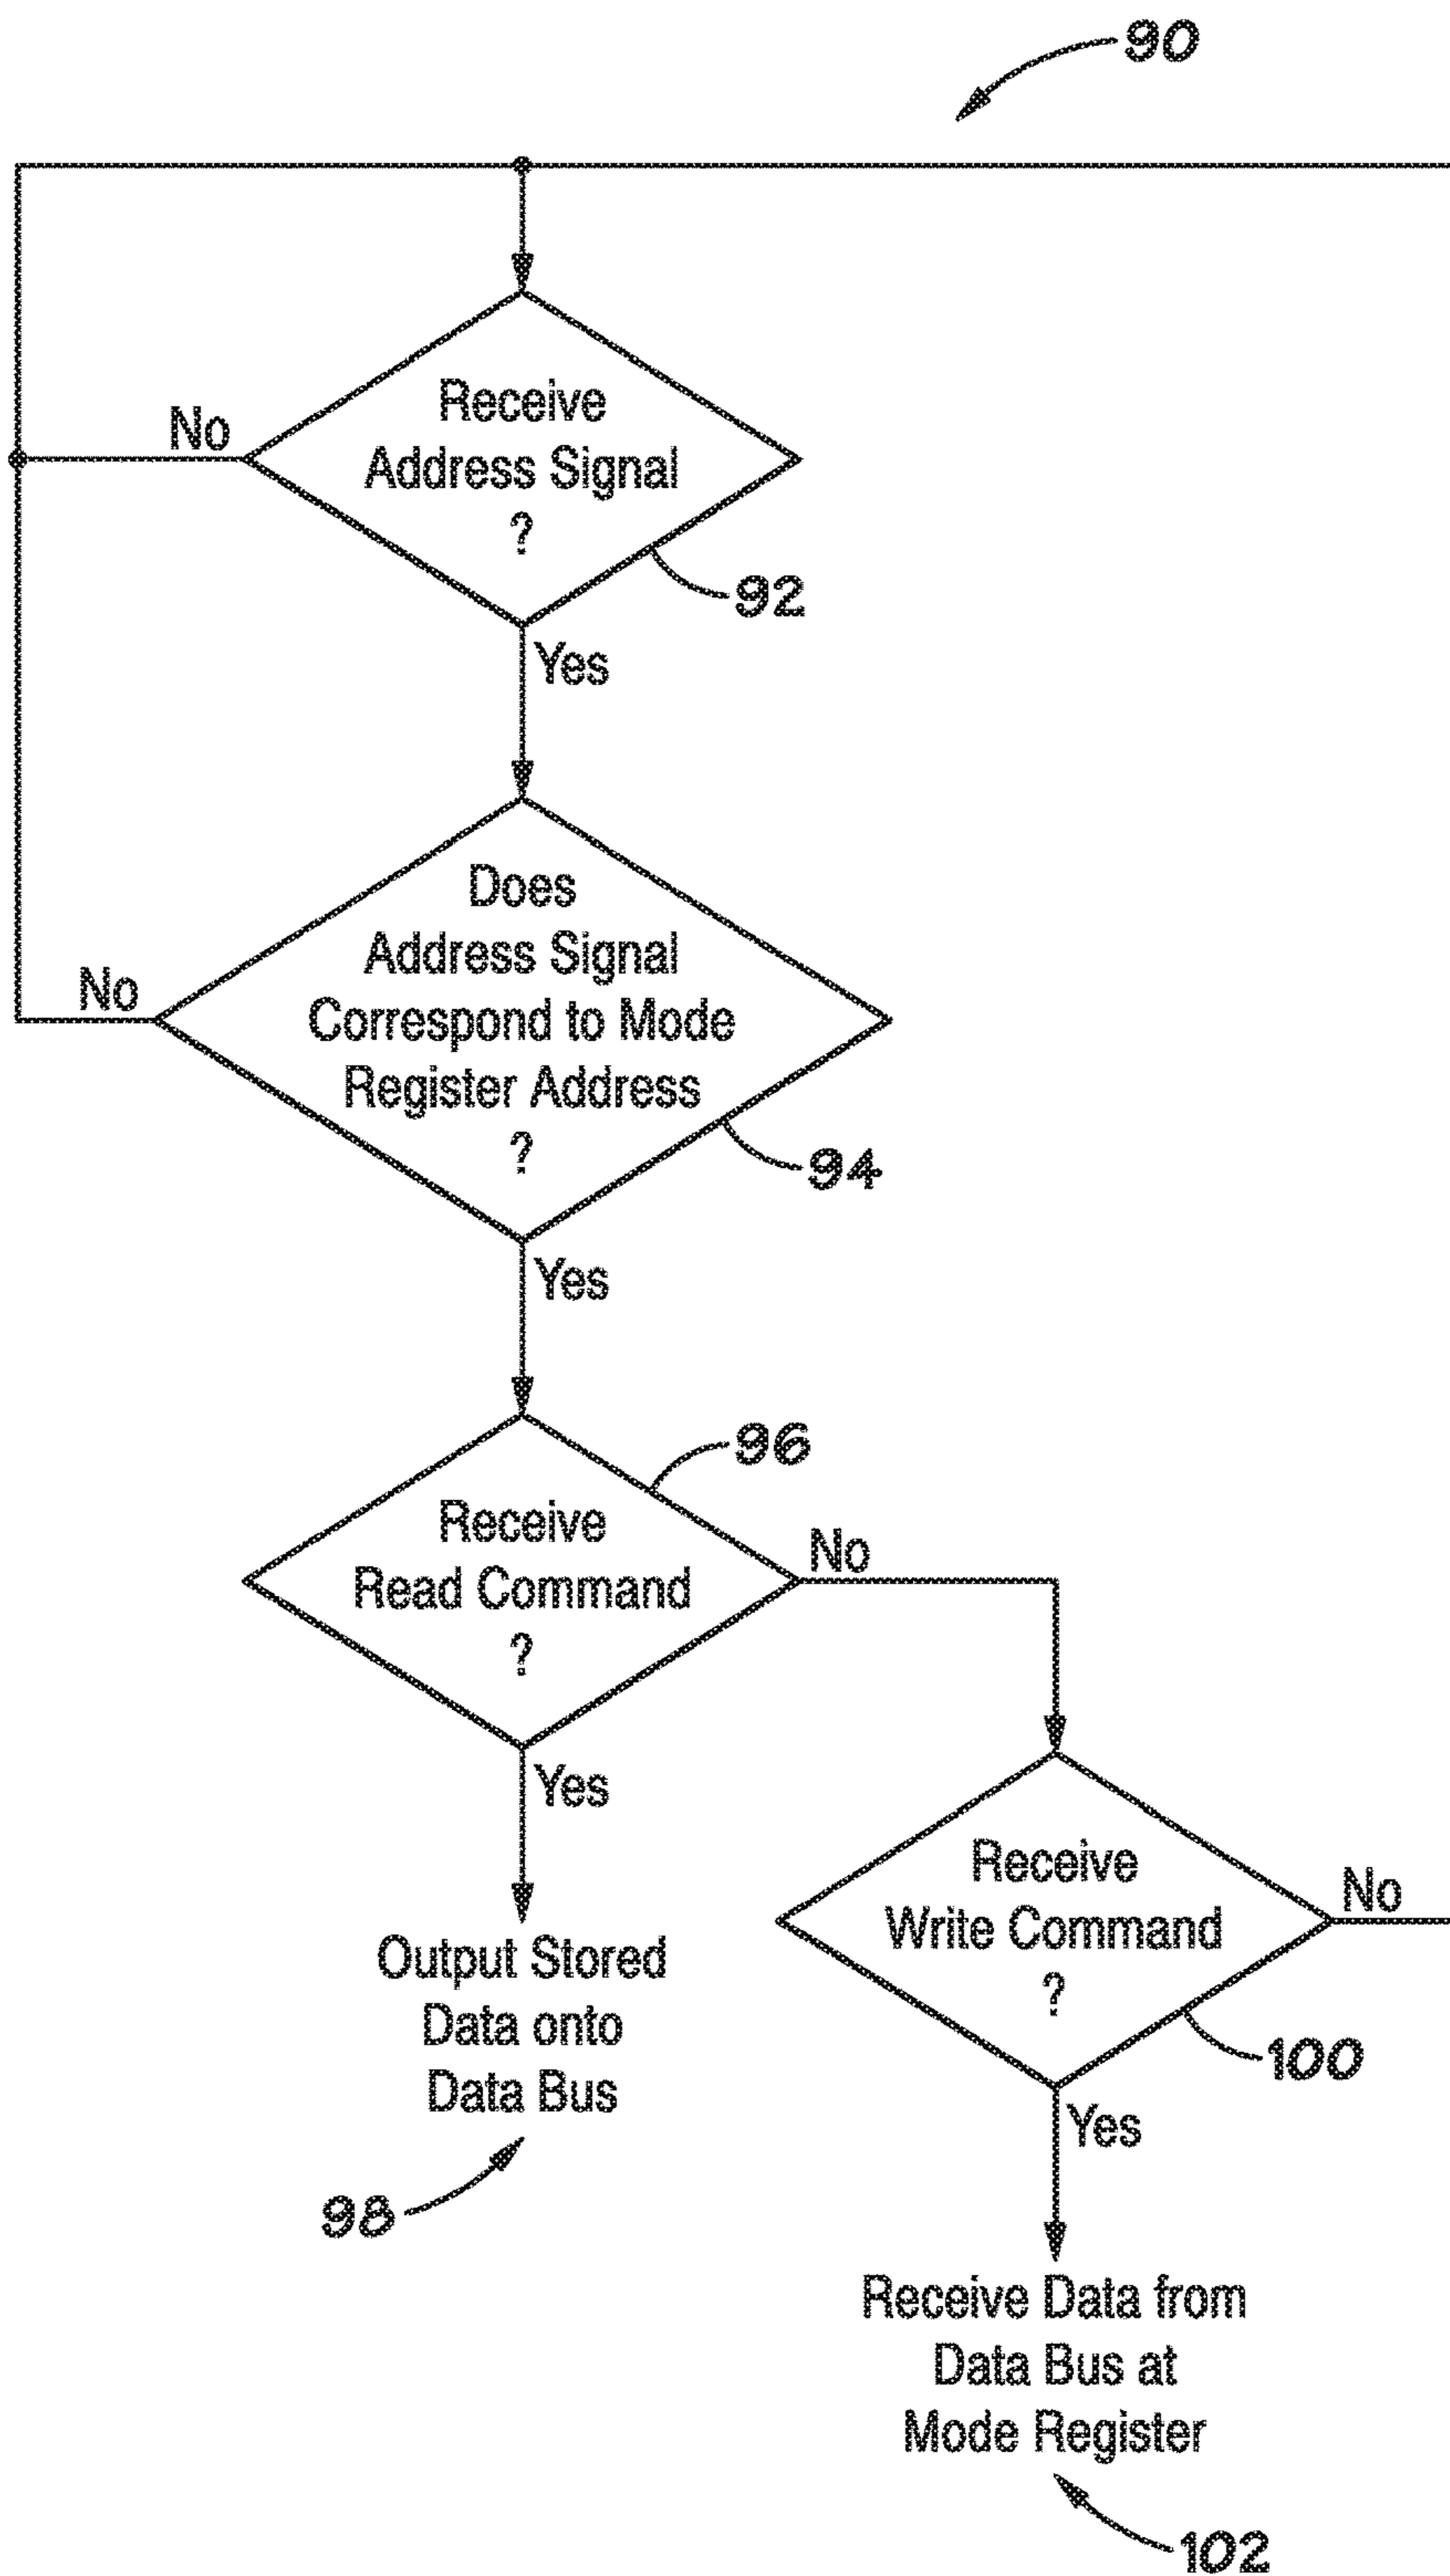 90
Receive
Address Signal
?
No
92
Yes
Does
Address Signal
Correspond to Mode
Register Address
?
No
94
Yes
96
Receive
Read Command
?
No
Yes
Output Stored
Data onto
Data Bus
98
Receive
Write Command
?
No
100
Yes
Receive Data from
Data Bus at
Mode Register
102